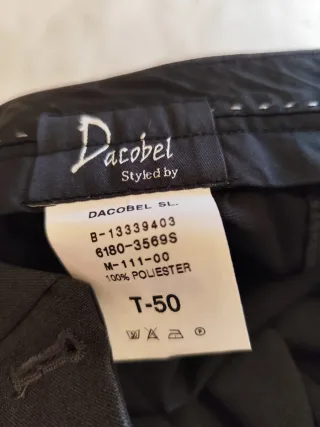 Dacobel
Styled by
DACOBEL SL.
B-13339403
6180-3569S
M-111-00
100% POLIESTER
T-50